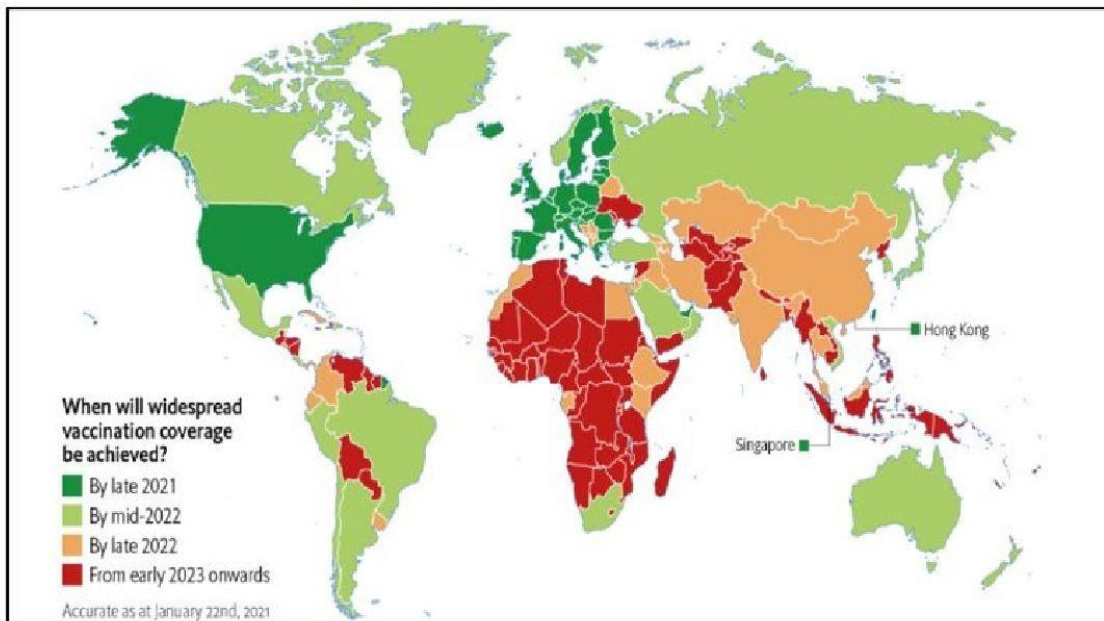 Hong Kong
Singapore
When will widespread
vaccination coverage
be achieved?
By late 2021
By mid-2022
By late 2022
From early 2023 onwards
Accurate as at January 22nd, 2021